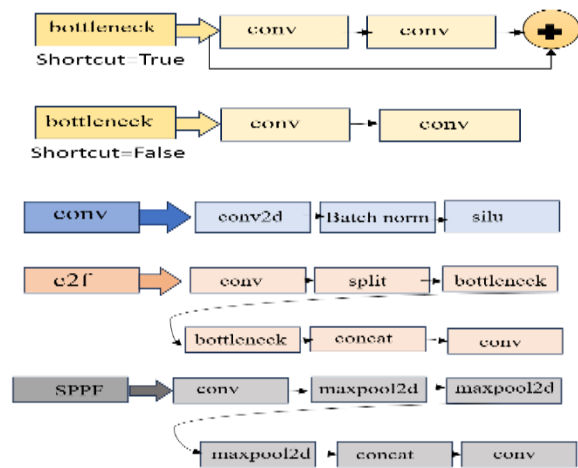 bottleneck conv conv
Shortcut=True
bottleneck conv conv
Shortcut=False
conv conv2d Batch norm silu
c2f conv split bottleneck
bottleneck concat conv
SPPF conv maxpool2d maxpool2d
maxpool2d concat conv